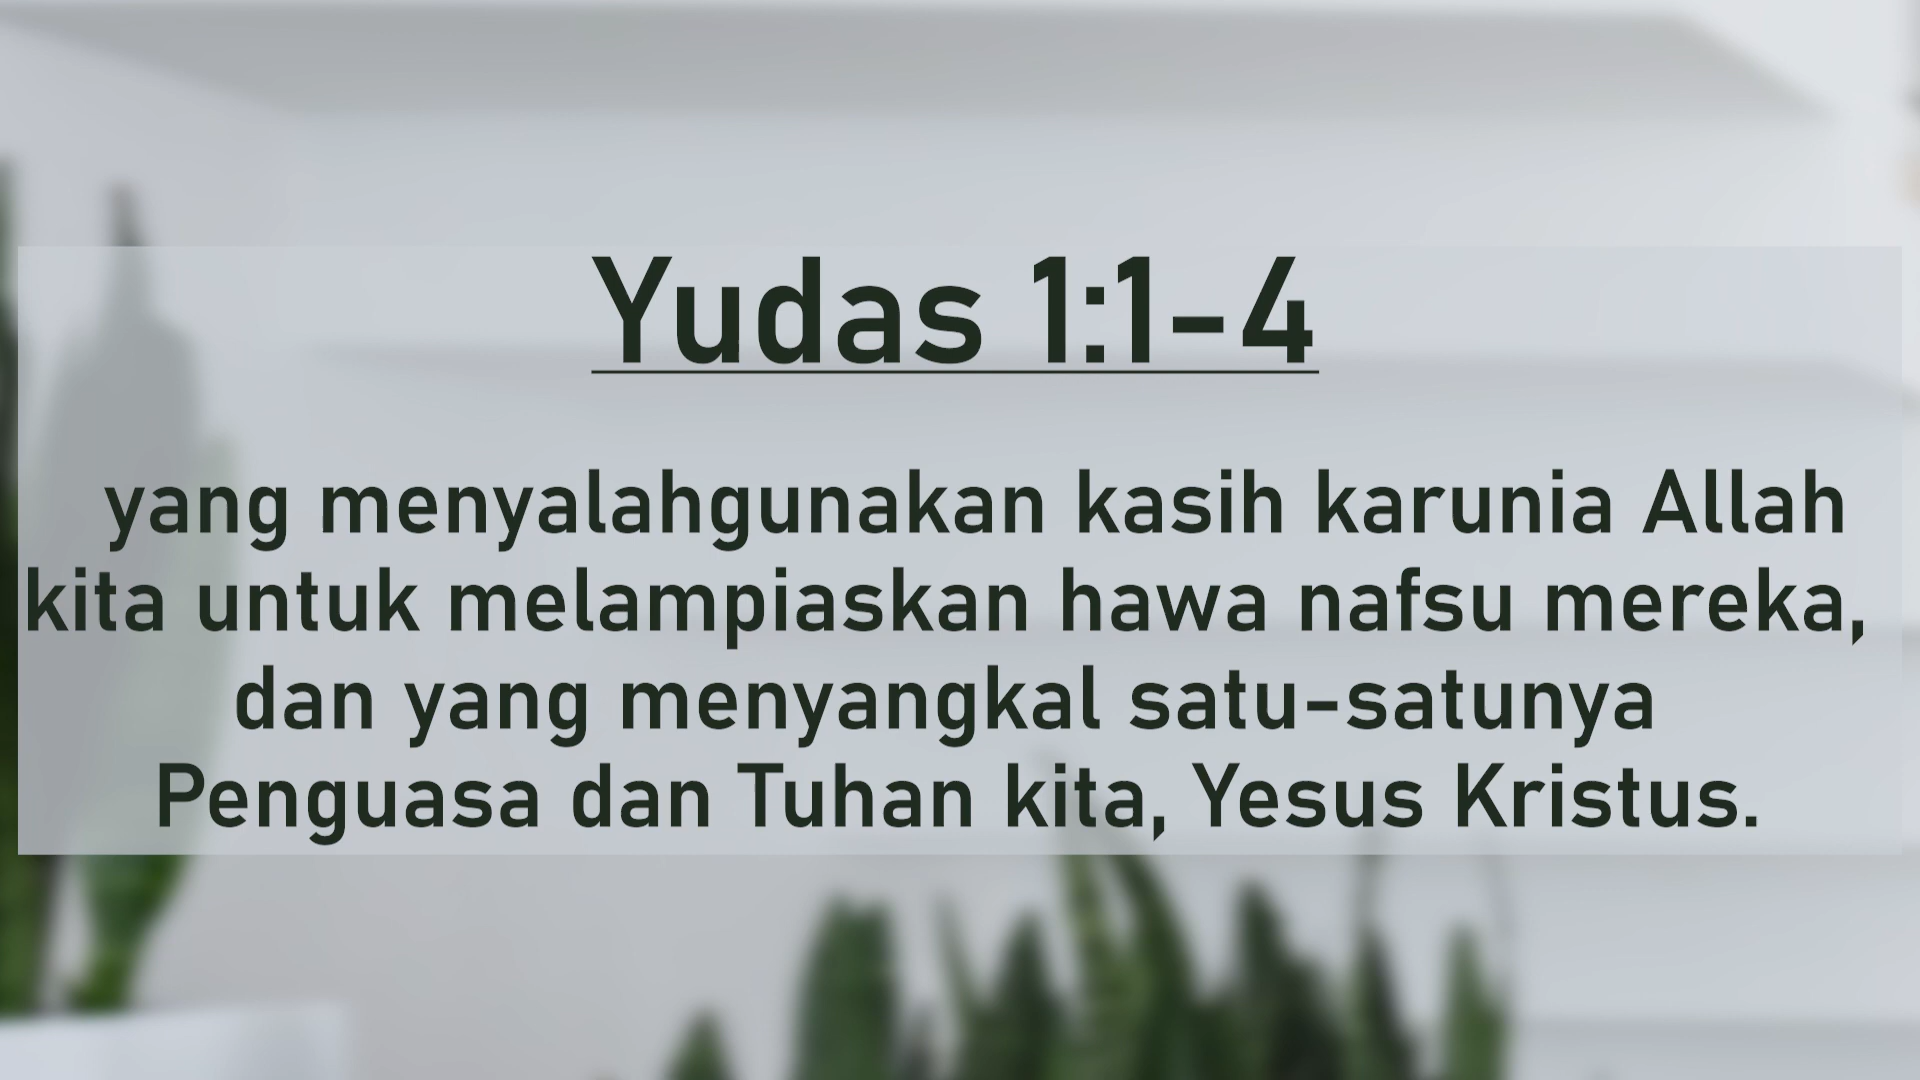 Yudas 1:1-4
yang menyalahgunakan kasih karunia Allah
kita untuk melampiaskan hawa nafsu mereka,
dan yang menyangkal satu-satunya
Penguasa dan Tuhan kita, Yesus Kristus.